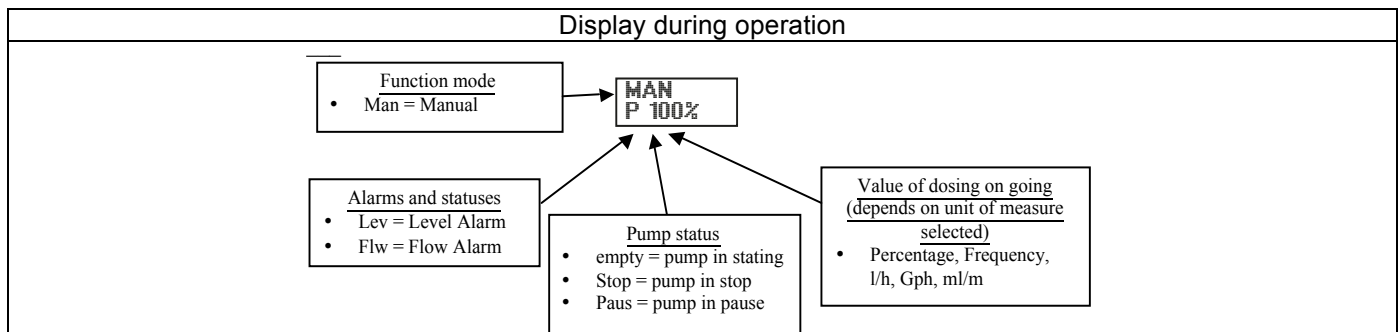 Display during operation
Function mode
• Man = Manual
MAN
P 100%
Alarms and statuses
• Lev = Level Alarm
• Flw = Flow Alarm
Pump status
• empty = pump in stating
• Stop = pump in stop
• Paus = pump in pause
Value of dosing on going
(depends on unit of measure
selected)
• Percentage, Frequency,
l/h, Gph, ml/m